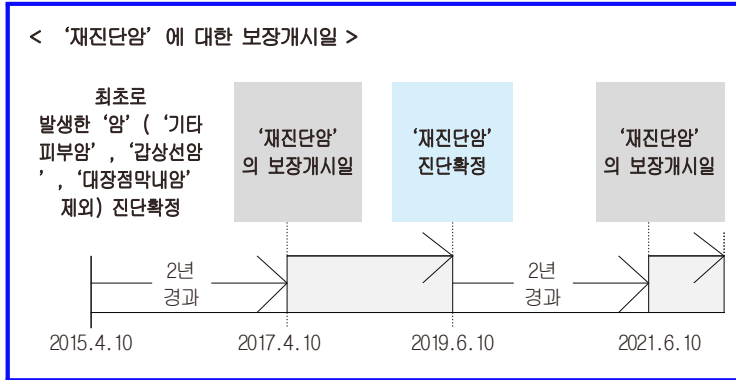 < ‘재진단암’ 에 대한 보장개시일 >
최초로
발생한 ‘암’ ( ‘기타
피부암’ , ‘갑상선암
’ , ‘대장점막내암’
제외) 진단확정
‘재진단암’
의 보장개시일
‘재진단암’
진단확정
‘재진단암’
의 보장개시일
2년
경과
2년
경과
2015.4.10
2017.4.10
2019.6.10
2021.6.10